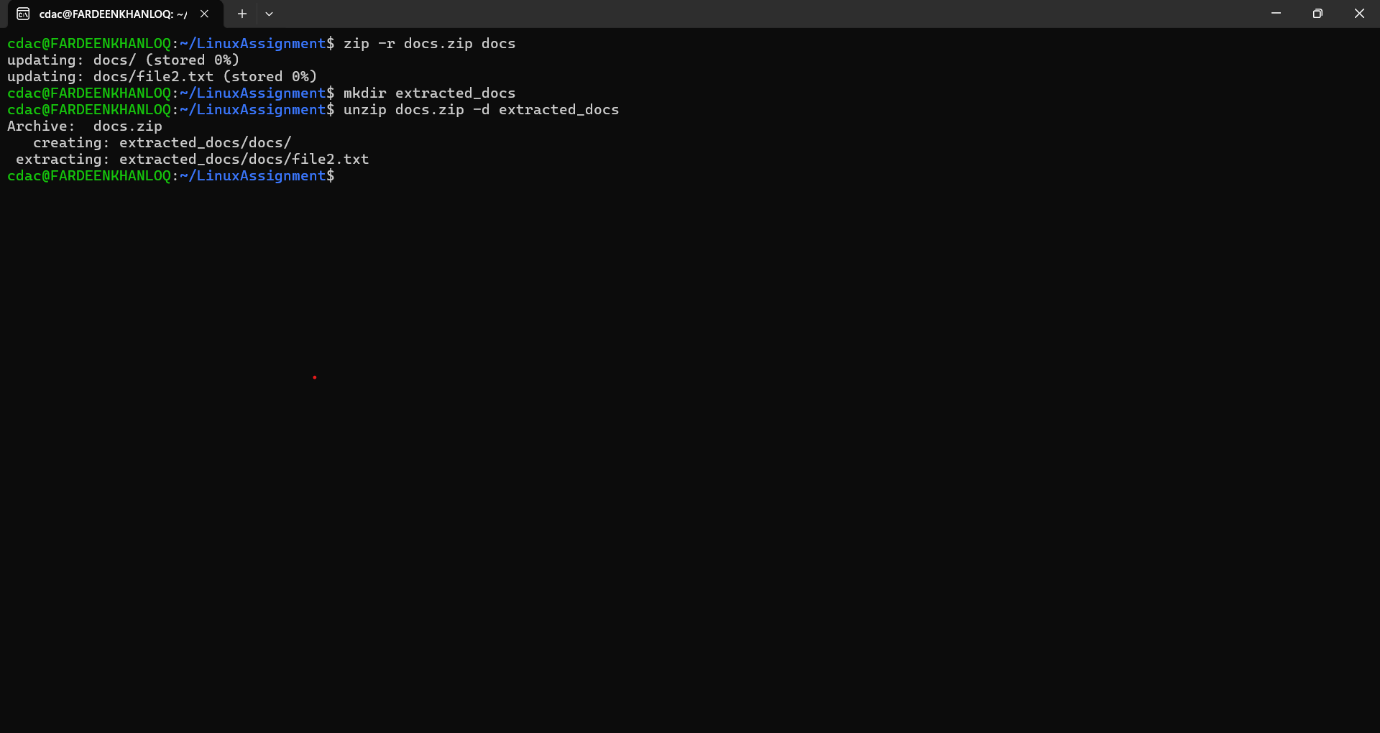 cdac@FARDEENKHANLOQ: ~/
cdac@FARDEENKHANLOQ:~/LinuxAssignment$ zip -r docs.zip docs
updating: docs/ (stored 0%)
updating: docs/file2.txt (stored 0%)
cdac@FARDEENKHANLOQ:~/LinuxAssignment$ mkdir extracted_docs
cdac@FARDEENKHANLOQ:~/LinuxAssignment$ unzip docs.zip -d extracted_docs
Archive:  docs.zip
   creating: extracted_docs/docs/
 extracting: extracted_docs/docs/file2.txt
cdac@FARDEENKHANLOQ:~/LinuxAssignment$